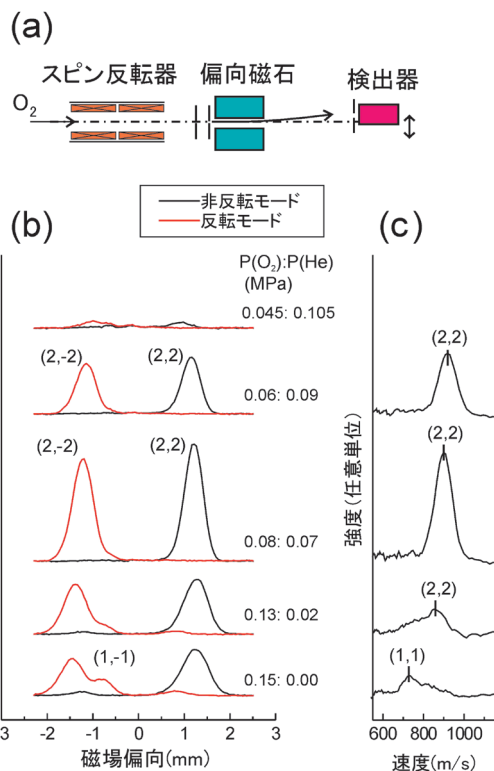 (a)
スピン反転器
偏向磁石
検出器
O₂
非反転モード
反転モード
(b)
(c)
P(O₂):P(He)
(MPa)
0.045: 0.105
(2,-2)
(2,2)
0.06: 0.09
(2,2)
(2,-2)
(2,2)
0.08: 0.07
(2,2)
0.13: 0.02
(2,2)
(1,-1)
0.15: 0.00
(1,1)
強度(任意単位)
3 -2 -1 0 1 2 3
磁場偏向(mm)
600 800 1000
速度(m/s)